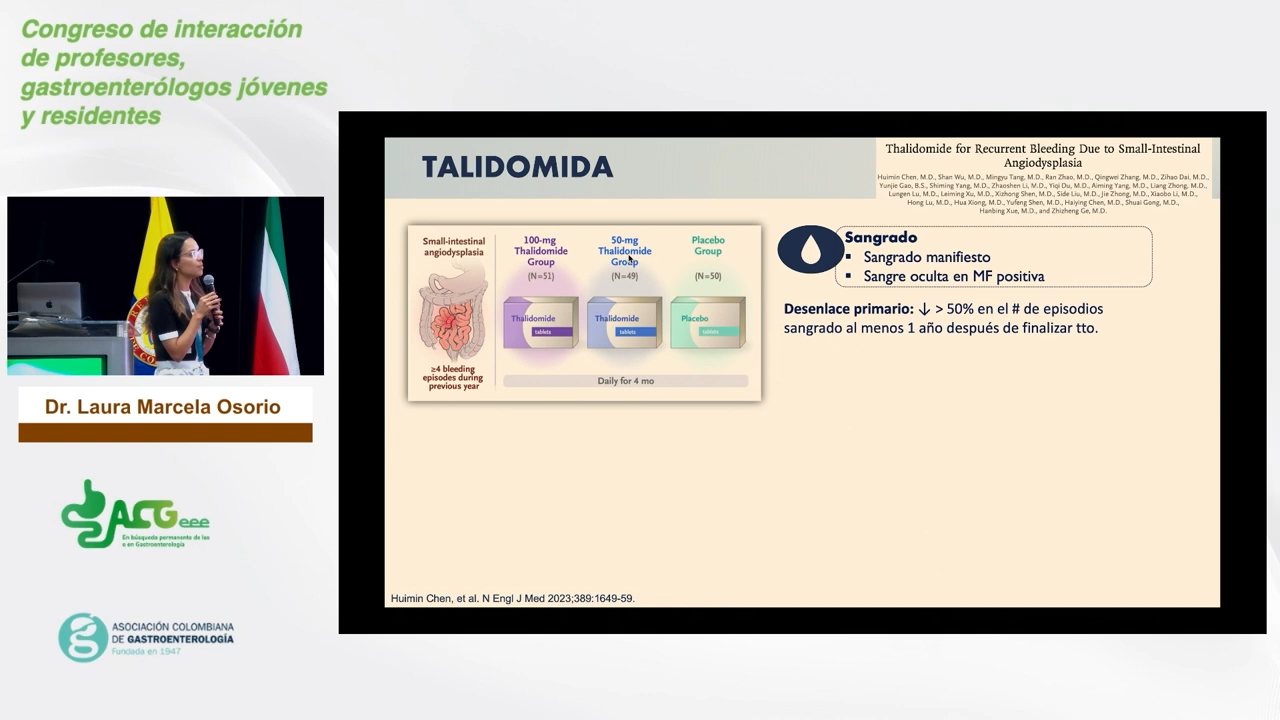 Congreso de interacción
de profesores,
gastroenterólogos jóvenes
y residentes
Dr. Laura Marcela Osorio
ACGeee
En búsqueda permanente de las
e en Gastroenterología
ASOCIACIÓN COLOMBIANA
DE GASTROENTEROLOGÍA
Fundada en 1947
TALIDOMIDA
Thalidomide for Recurrent Bleeding Due to Small-Intestinal
Angiodysplasia
Huimin Chen, M.D., Shan Wu, M.D., Mingyu Tang, M.D., Ran Zhao, M.D., Qingwei Zhang, M.D., Zihao Dai, M.D.,
Yunjie Gao, B.S., Shiming Yang, M.D., Zhaoshen Li, M.D., Yiqi Du, M.D., Aiming Yang, M.D., Liang Zhong, M.D.,
Lungen Lu, M.D., Leiming Xu, M.D., Xizhong Shen, M.D., Side Liu, M.D., Jie Zhong, M.D., Xiaobo Li, M.D.,
Hong Lu, M.D., Hua Xiong, M.D., Yufeng Shen, M.D., Haiying Chen, M.D., Shuai Gong, M.D.,
Hanbing Xue, M.D., and Zhizheng Ge, M.D.
Small-intestinal
angiodysplasia
≥4 bleeding
episodes during
previous year
100-mg
Thalidomide
Group
(N=51)
Thalidomide
tablets
50-mg
Thalidomide
Group
(N=49)
Thalidomide
tablets
Placebo
Group
(N=50)
Placebo
tablets
Daily for 4 mo
Sangrado
▪ Sangrado manifiesto
▪ Sangre oculta en MF positiva
Desenlace primario: ↓ > 50% en el # de episodios
sangrado al menos 1 año después de finalizar tto.
Huimin Chen, et al. N Engl J Med 2023;389:1649-59.